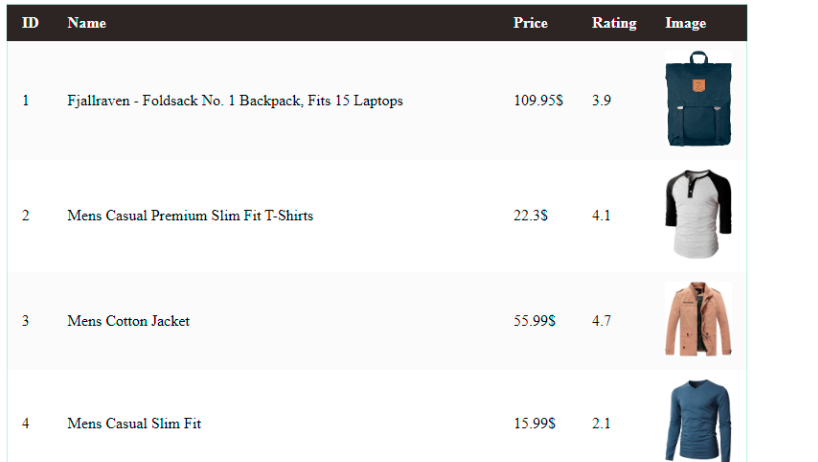 ID Name Price Rating Image
1 Fjallraven - Foldsack No. 1 Backpack, Fits 15 Laptops 109.95$ 3.9
2 Mens Casual Premium Slim Fit T-Shirts 22.3$ 4.1
3 Mens Cotton Jacket 55.99$ 4.7
4 Mens Casual Slim Fit 15.99$ 2.1